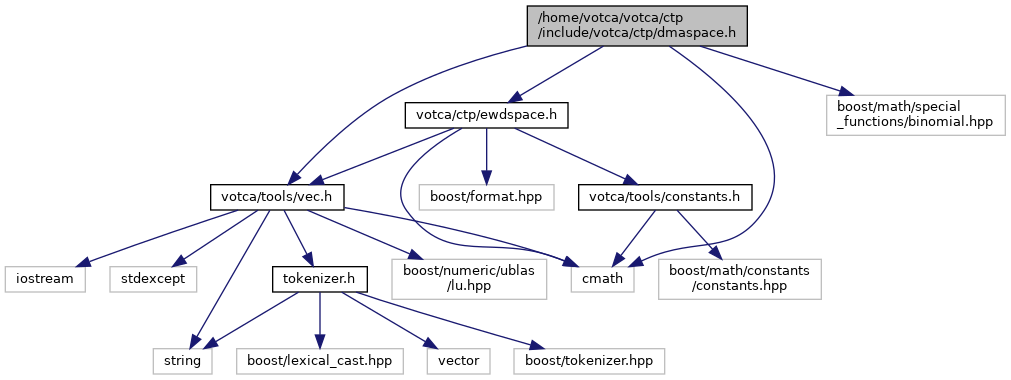 /home/votca/votca/ctp
/include/votca/ctp/dmaspace.h
votca/ctp/ewdspace.h
boost/math/special
_functions/binomial.hpp
votca/tools/vec.h
boost/format.hpp
votca/tools/constants.h
iostream
stdexcept
tokenizer.h
boost/numeric/ublas
/lu.hpp
cmath
boost/math/constants
/constants.hpp
string
boost/lexical_cast.hpp
vector
boost/tokenizer.hpp